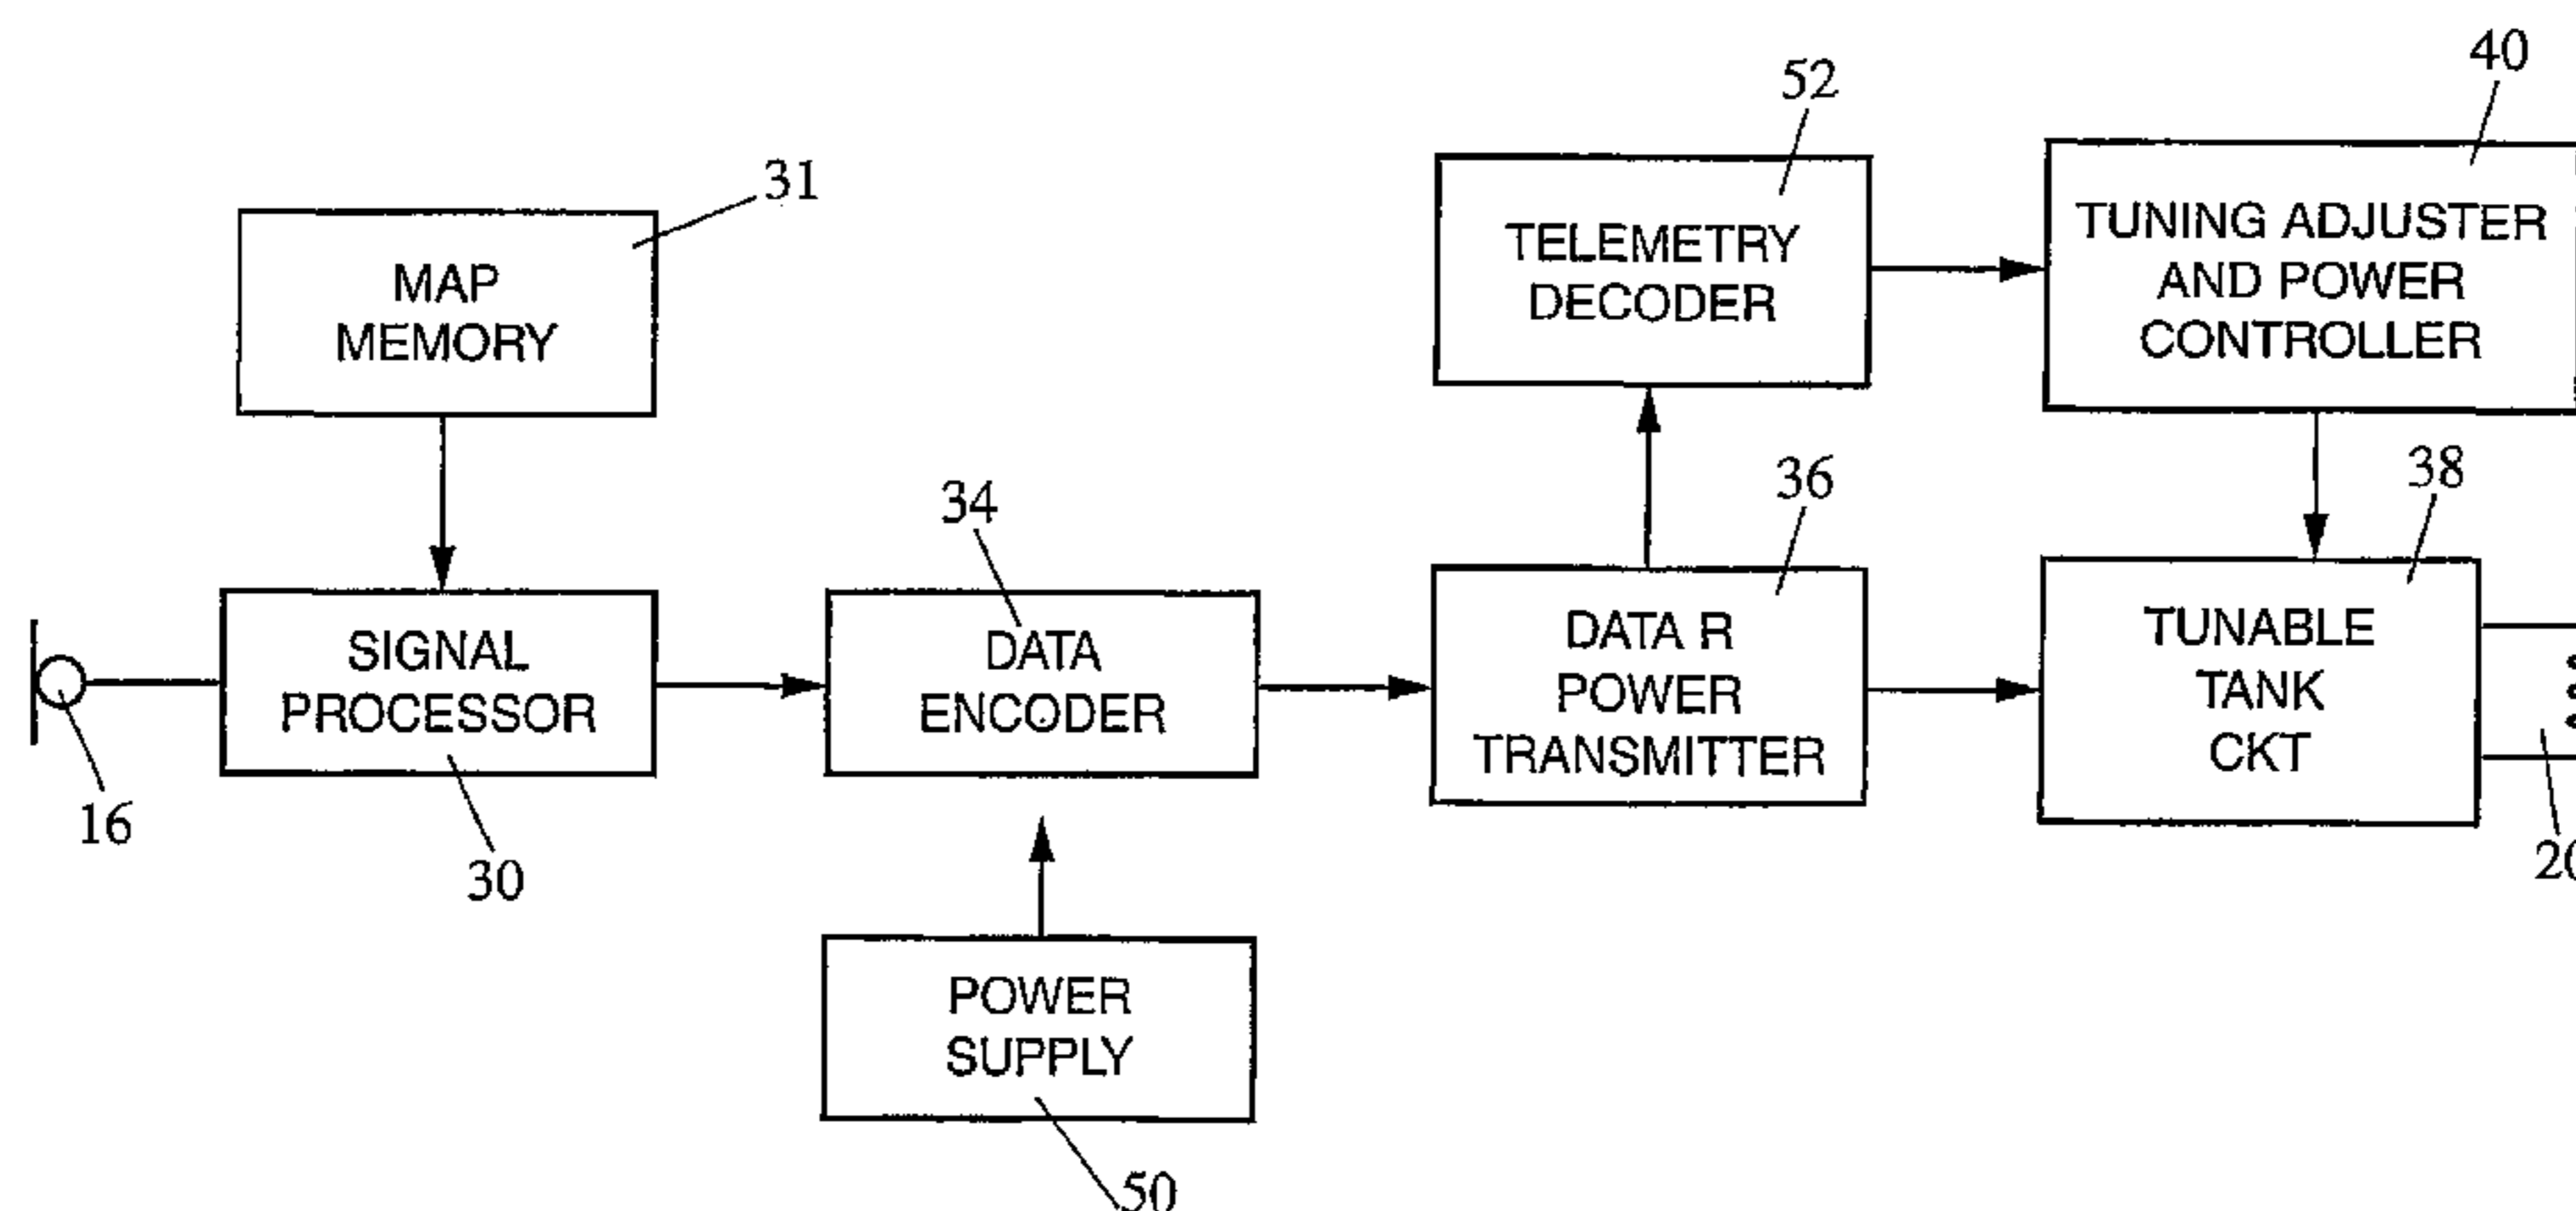 40
52
31
TUNING ADJUSTER
AND POWER
CONTROLLER
TELEMETRY
DECODER
MAP
MEMORY
38
36
34
SIGNAL
PROCESSOR
DATA
ENCODER
DATA R
POWER
TRANSMITTER
TUNABLE
TANK
CKT
16
30
20
POWER
SUPPLY
50